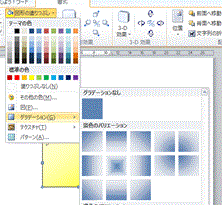 図形の塗りつぶし
テーマの色
標準の色
塗りつぶしなし(N)
その他の色(M)...
図(P)...
グラデーション(G)
テクスチャ(T)
パターン(A)...
3-D 効果
3-D 効果
前面へ移動
背面へ移動
文字列の折
グラデーションなし
淡色のバリエーション